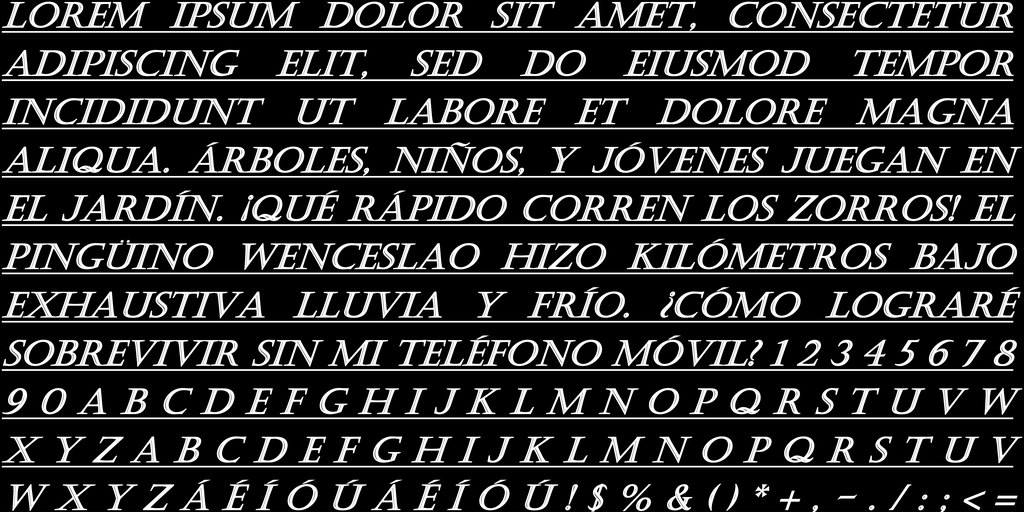 LOREM IPSUM DOLOR SIT AMET, CONSECTETUR
ADIPISCING ELIT, SED DO EIUSMOD TEMPOR
INCIDIDUNT UT LABORE ET DOLORE MAGNA
ALIQUA. ÁRBOLES, NIÑOS, Y JÓVENES JUEGAN EN
EL JARDÍN. ¡QUÉ RÁPIDO CORREN LOS ZORROS! EL
PINGÜINO WENCESLAO HIZO KILÓMETROS BAJO
EXHAUSTIVA LLUVIA Y FRÍO. ¿CÓMO LOGRARÉ
SOBREVIVIR SIN MI TELÉFONO MÓVIL? 1 2 3 4 5 6 7 8
9 0 A B C D E F G H I J K L M N O P Q R S T U V W
X Y Z A B C D E F G H I J K L M N O P Q R S T U V
W X Y Z Á É Í Ó Ú Á É Í Ó Ú ! $ % & ( ) * + , - . / : ; < =